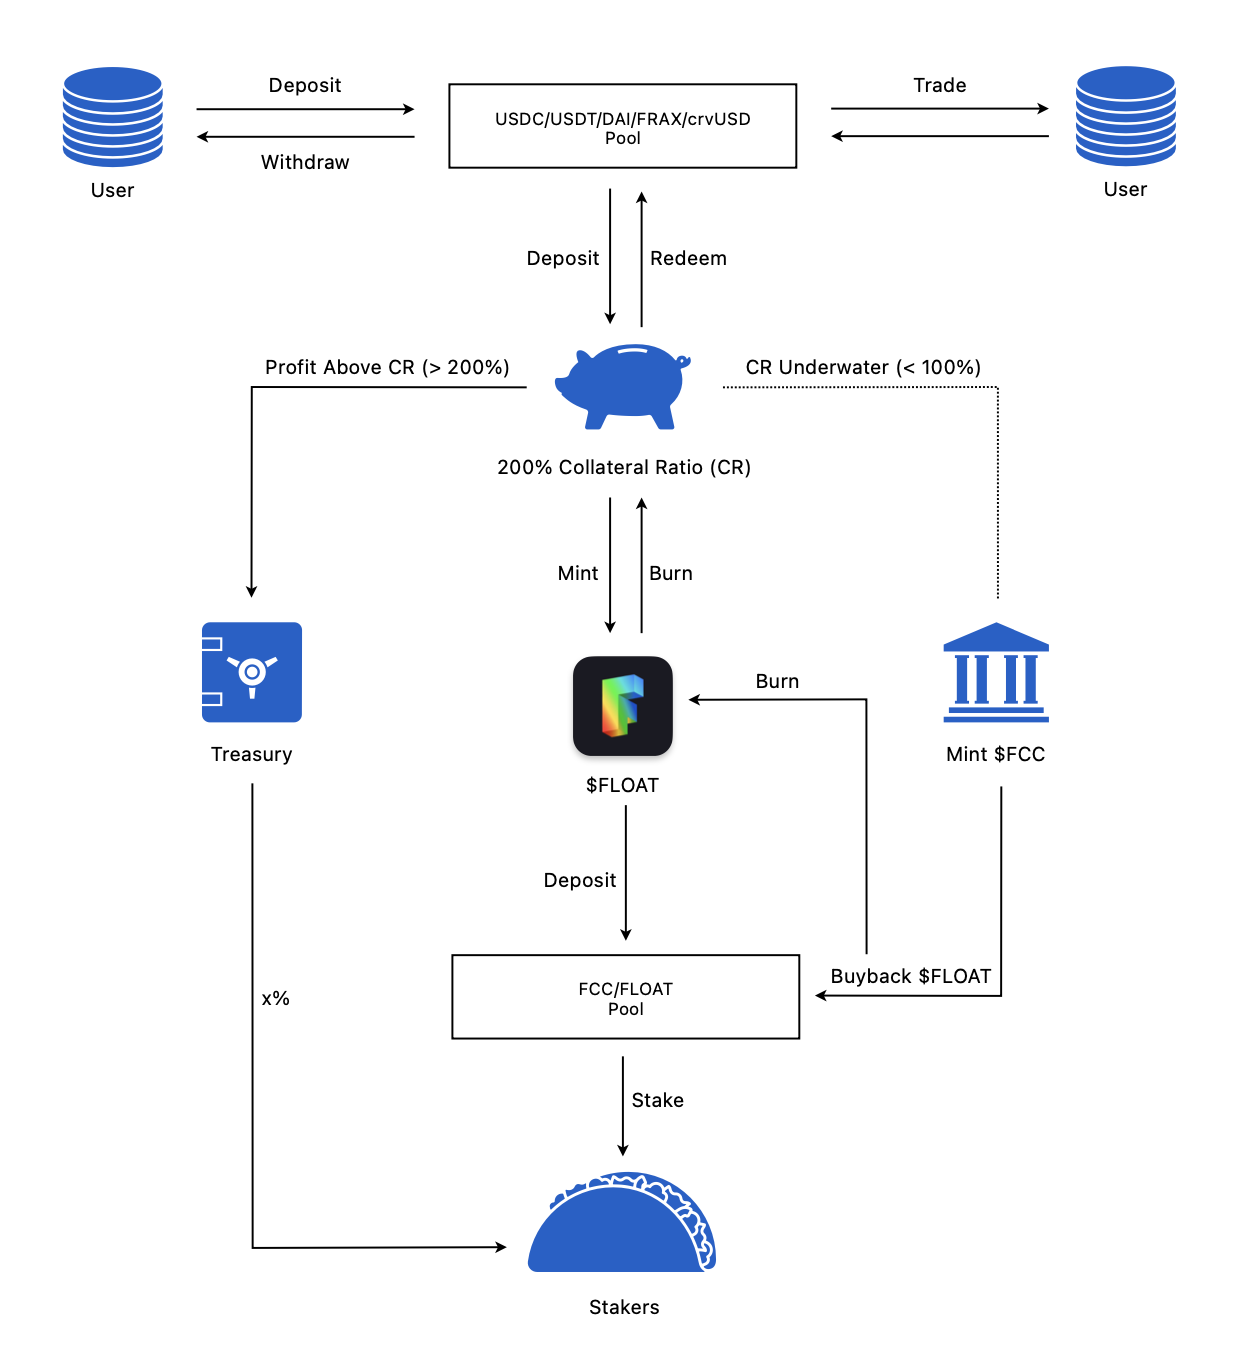 Deposit
Trade
USDC/USDT/DAI/FRAX/crvUSD
Pool
Withdraw
User
User
Deposit
Redeem
Profit Above CR (> 200%)
CR Underwater (< 100%)
200% Collateral Ratio (CR)
Mint
Burn
F
Burn
Treasury
Mint $FCC
$FLOAT
Deposit
Buyback $FLOAT
FCC/FLOAT
Pool
x%
Stake
Stakers